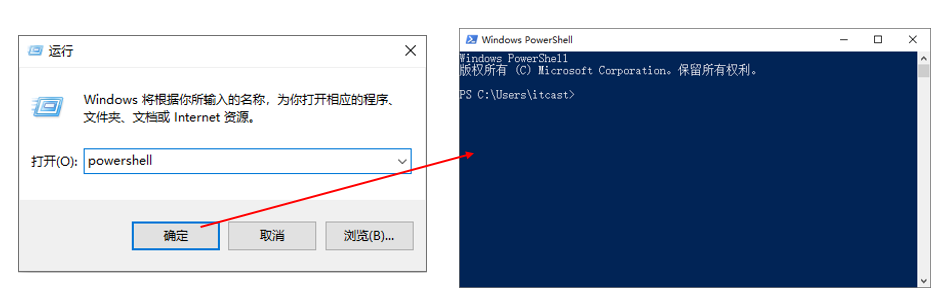 运行
Windows 将根据你所输入的名称，为你打开相应的程序、
文件夹、文档或 Internet 资源。
打开(O):
powershell
确定
取消
浏览(B)...
Windows PowerShell
Windows PowerShell
版权所有 (C) Microsoft Corporation。保留所有权利。
PS C:\Users\itcast>